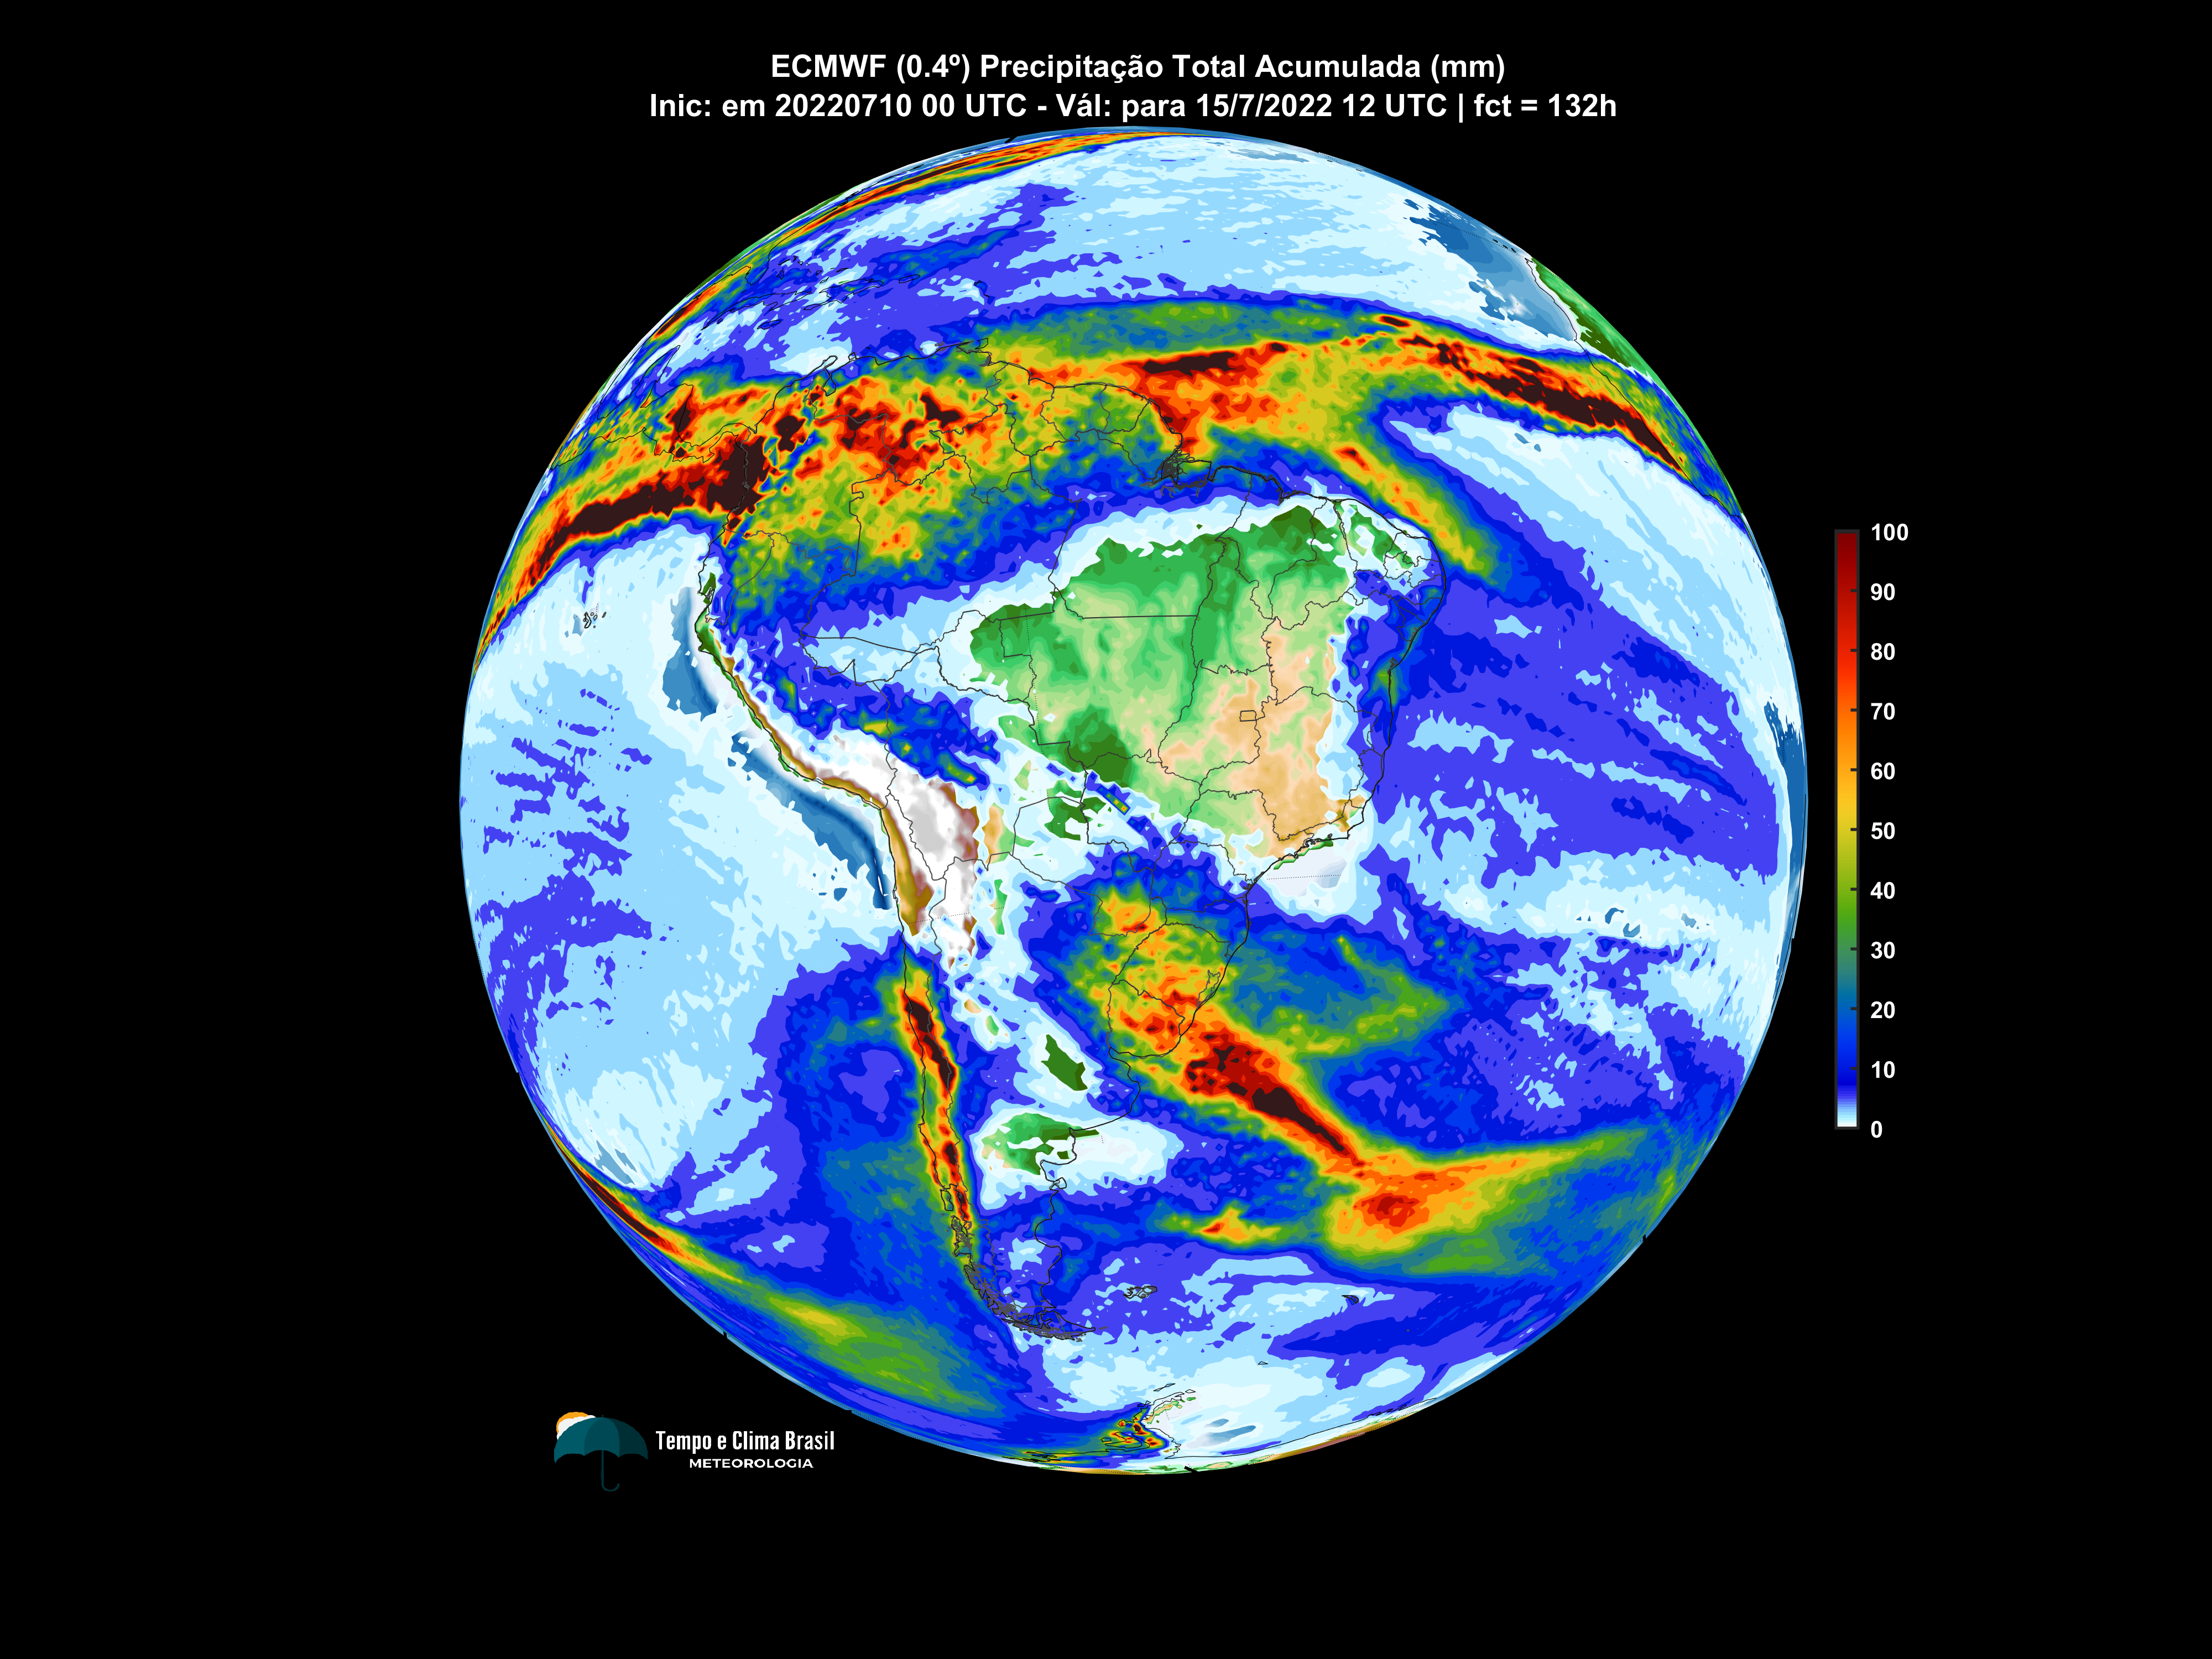 ECMWF (0.4º) Precipitação Total Acumulada (mm)
Inic: em 20220710 00 UTC - Vál: para 15/7/2022 12 UTC | fct = 132h
100
90
80
70
60
50
40
30
20
10
0
Tempo e Clima Brasil
METEOROLOGIA